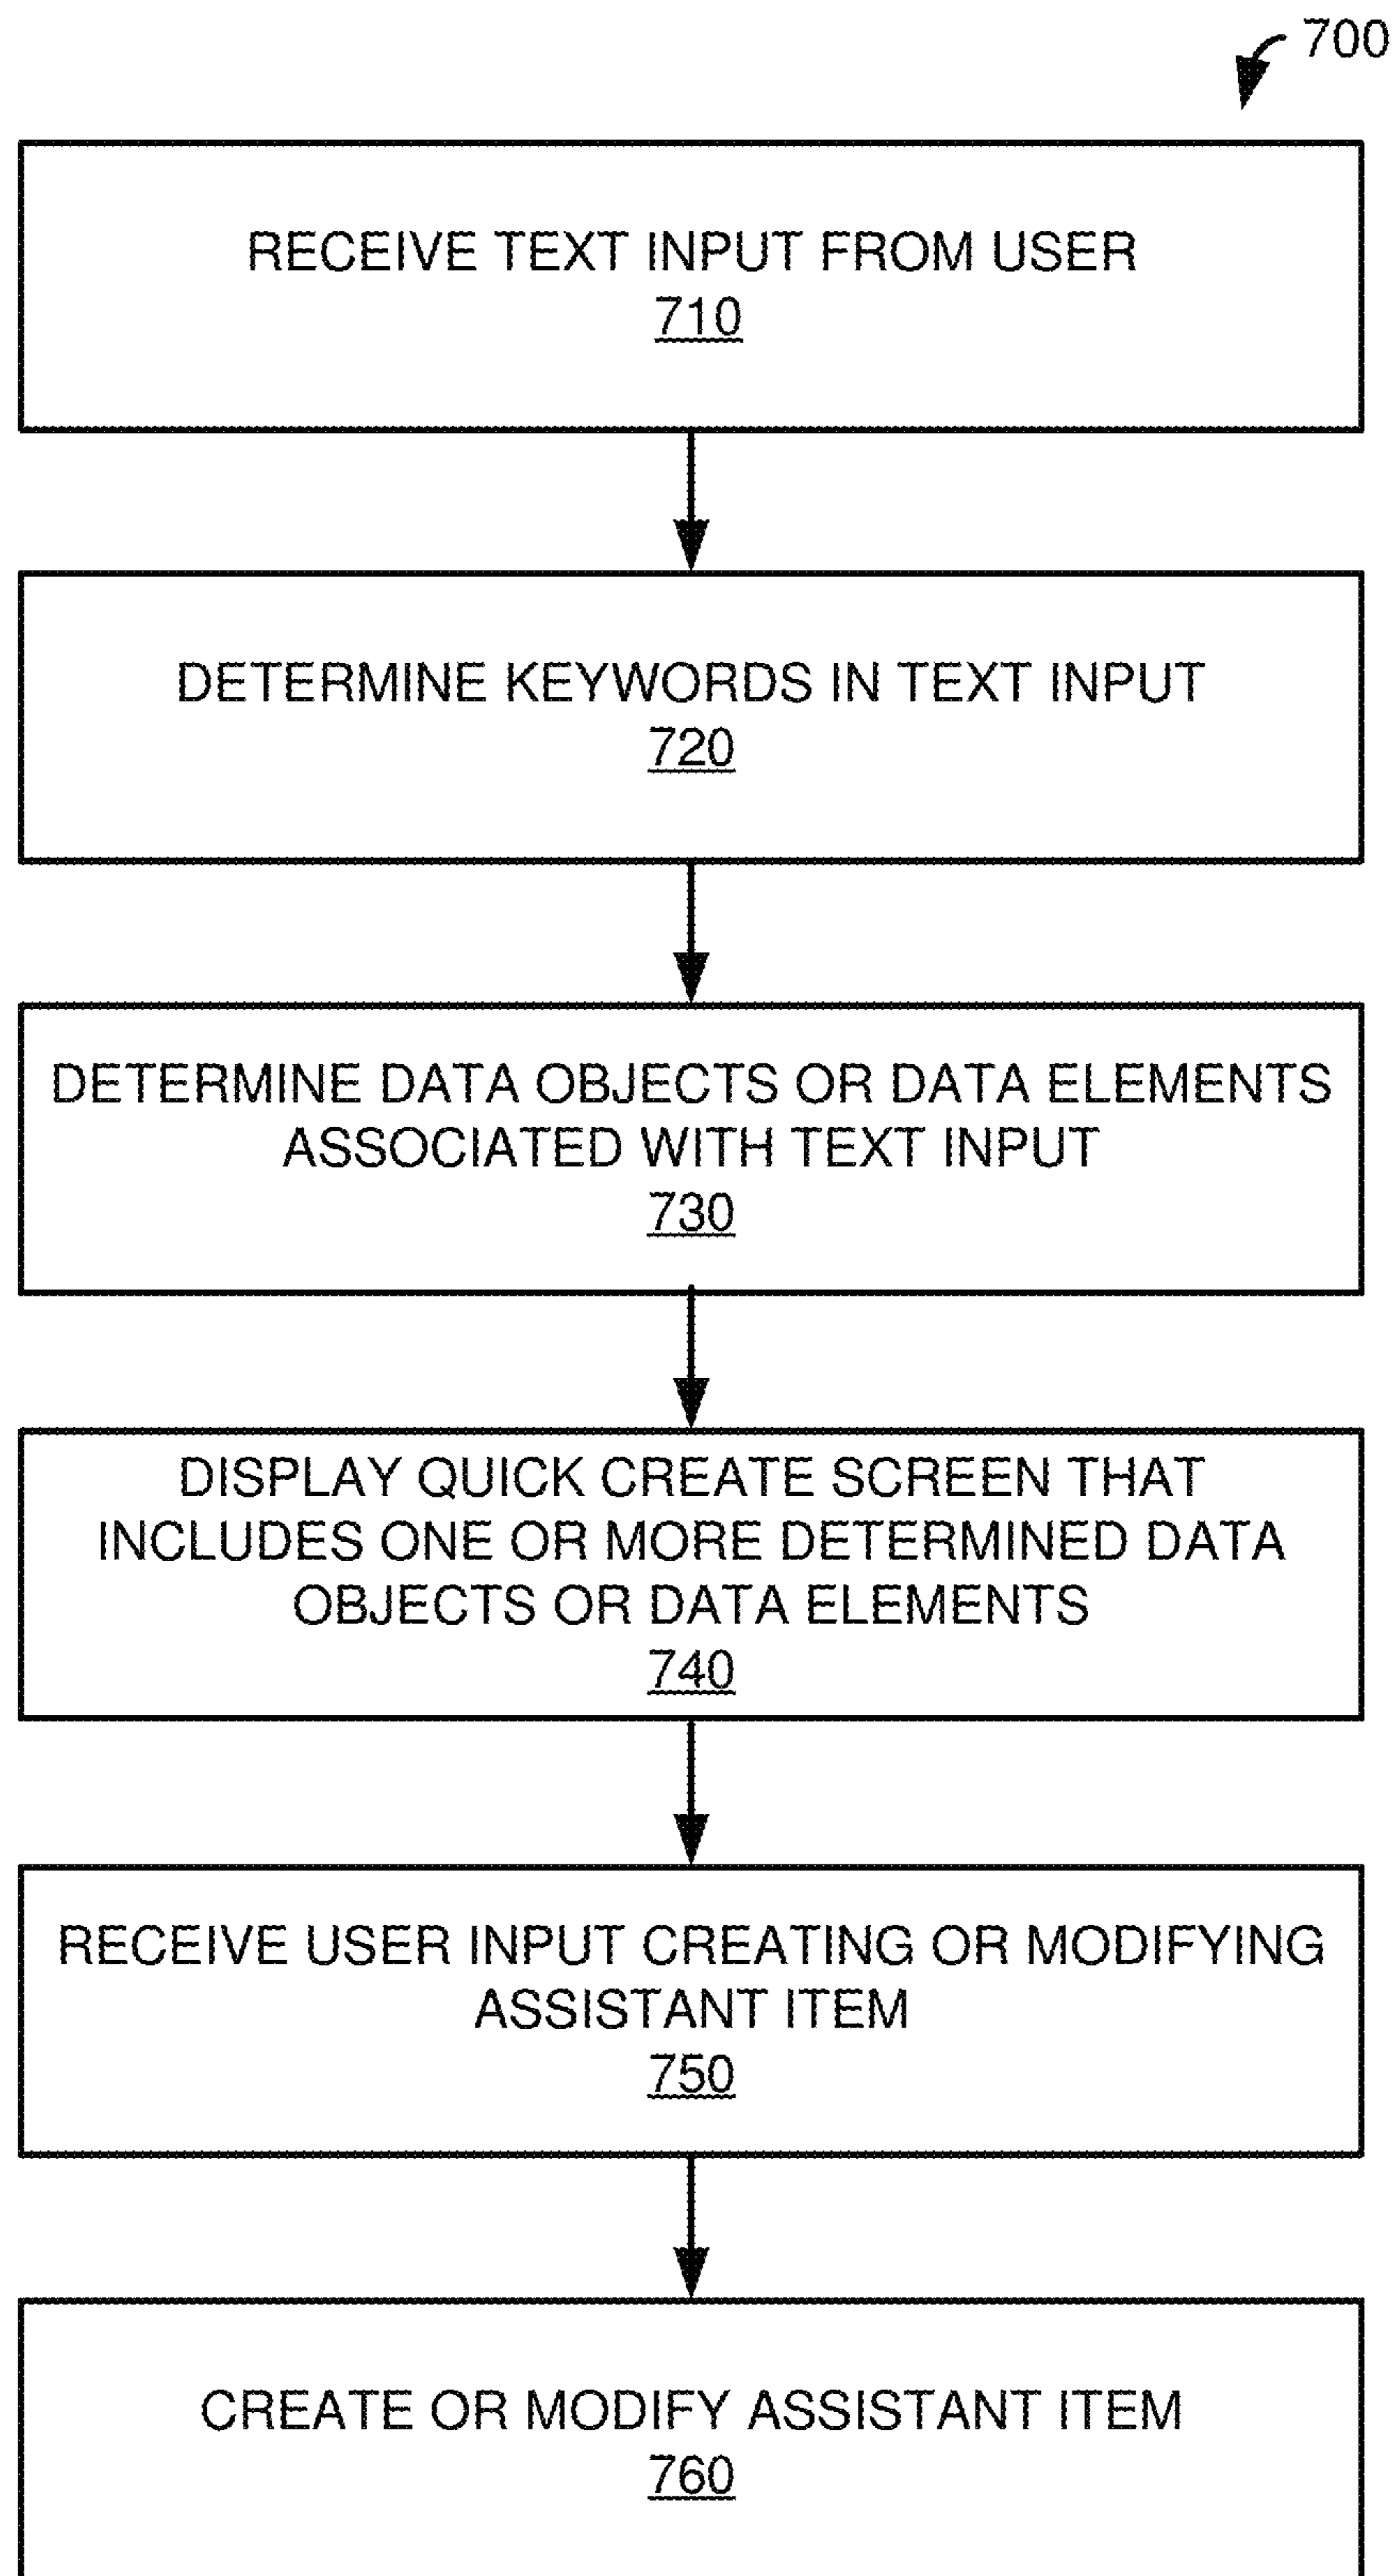 700
RECEIVE TEXT INPUT FROM USER
710
DETERMINE KEYWORDS IN TEXT INPUT
720
DETERMINE DATA OBJECTS OR DATA ELEMENTS
ASSOCIATED WITH TEXT INPUT
730
DISPLAY QUICK CREATE SCREEN THAT
INCLUDES ONE OR MORE DETERMINED DATA
OBJECTS OR DATA ELEMENTS
740
RECEIVE USER INPUT CREATING OR MODIFYING
ASSISTANT ITEM
750
CREATE OR MODIFY ASSISTANT ITEM
760